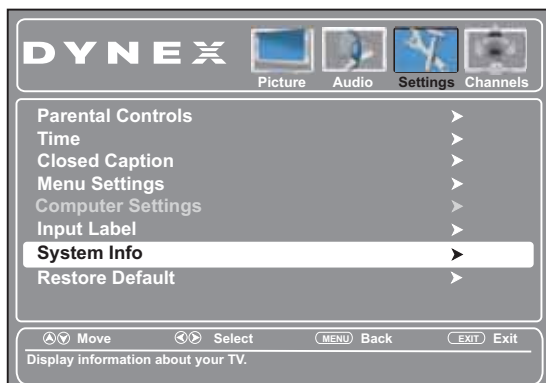 DYNEX
Picture Audio Settings Channels
Parental Controls
Time
Closed Caption
Menu Settings
Computer Settings
Input Label
System Info
Restore Default
Move Select MENU Back EXIT Exit
Display information about your TV.